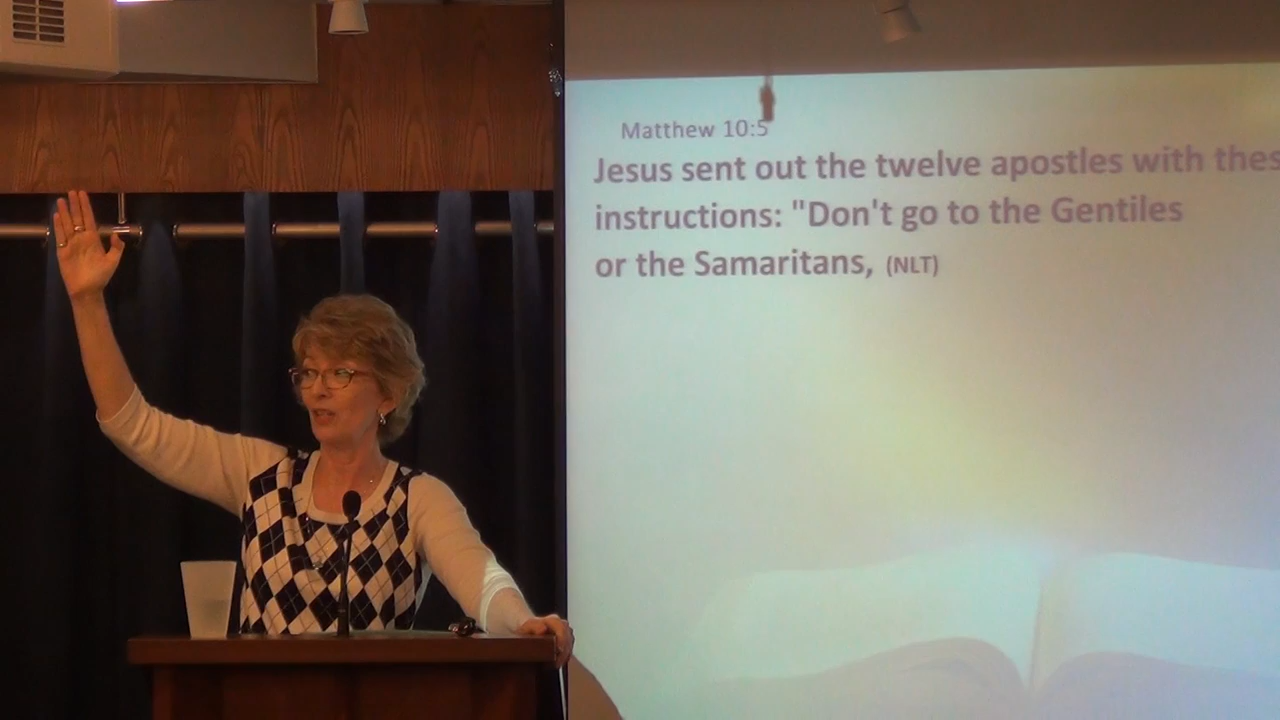 Matthew 10:5
Jesus sent out the twelve apostles with thes
instructions: "Don't go to the Gentiles
or the Samaritans, (NLT)